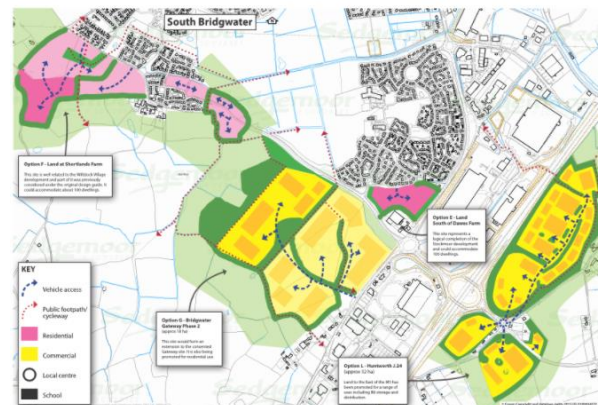 South Bridgwater
Option F - Land at Shortlands Farm
This site is well related to the Wilstock Village
development and part of it was previously
considered under the original design guide. It
could accommodate about 140 dwellings.
Option E - Land
South of Dawes Farm
This site represents a
logical completion of the
development and
could accommodate
100 dwellings.
KEY
Vehicle access
Public footpath/
cycleway
Residential
Commercial
Local centre
School
Option G - Bridgwater
Gateway Phase 2
(approx 18 ha)
This site would form an
extension to the consented
Gateway site. It is also being
promoted for residential use
Option L - Huntworth J.24
(approx 12 ha)
Land to the East of the M5 has
been promoted for a range of
uses including B8 storage and
distribution.